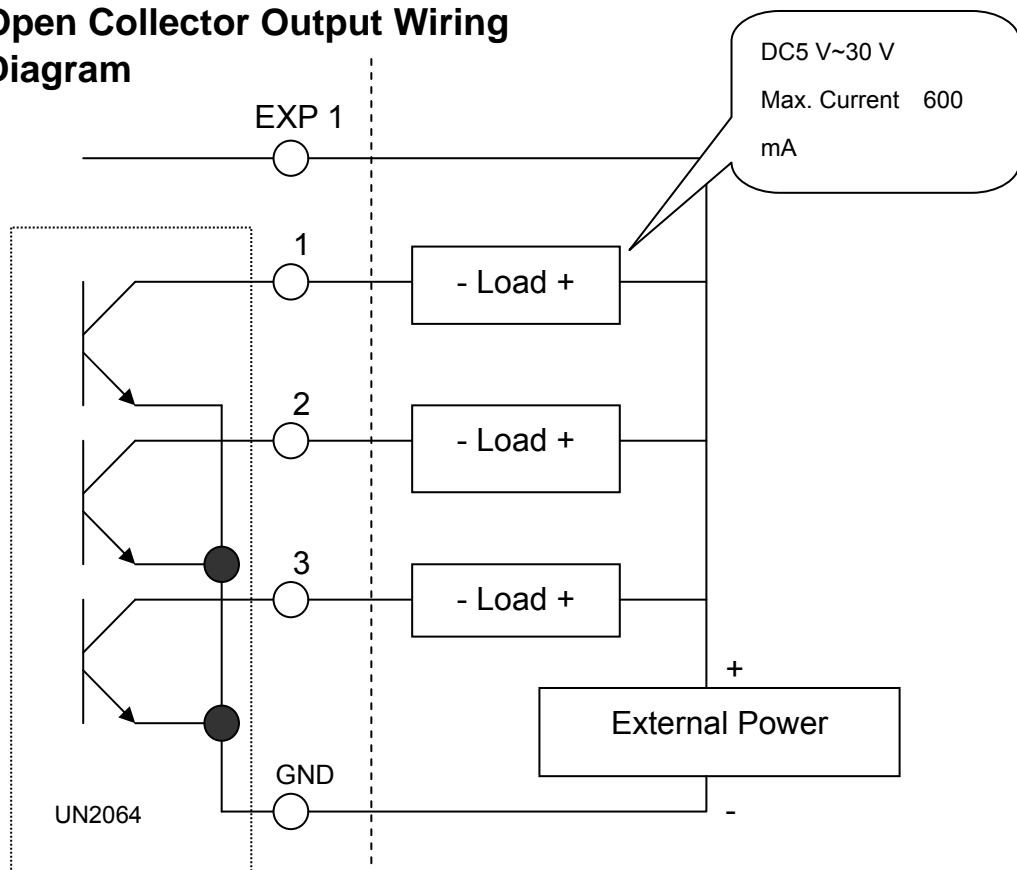 Open Collector Output Wiring
Diagram
DC5 V~30 V
Max. Current 600
mA
EXP 1
1
- Load +
2
- Load +
3
- Load +
+
External Power
GND
UN2064
-